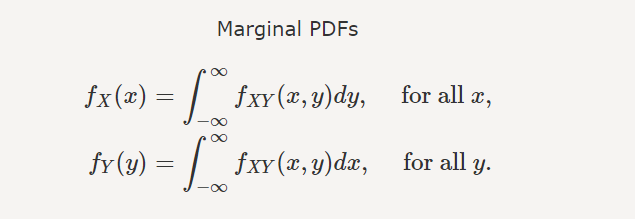 Marginal PDFs
f_X(x) = ∫_{-∞}^{∞} f_{XY}(x, y)dy, for all x,
f_Y(y) = ∫_{-∞}^{∞} f_{XY}(x, y)dx, for all y.